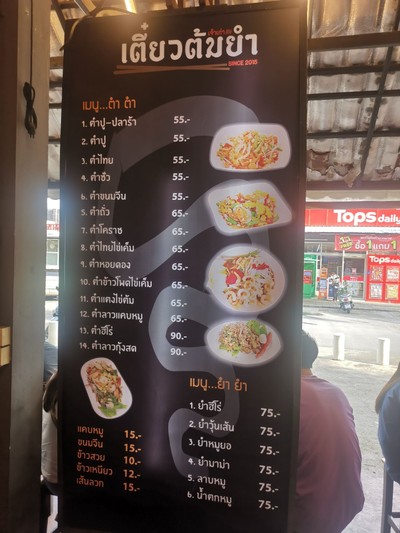 เตี๋ยวต้มยำ
SINCE 2015
เมนู...ตำ ตำ
1. ตำปู-ปลาร้า 55.-
2. ตำปู 55.-
3. ตำไทย 55.-
4. ตำซั่ว 55.-
6. ตำขนมจีน 55.-
5. ตำถั่ว 65.-
7. ตำโคราช 65.-
8. ตำไทยไข่เค็ม 65.-
9. ตำหอยดอง 65.-
10. ตำข้าวโพดไข่เค็ม 65.-
11. ตำแตงไข่ต้ม 65.-
12. ตำลาวแคบหมู 65.-
13. ตำซีโร่ 90.-
14. ตำลาวกุ้งสด 90.-
แคบหมู 15.-
ขนมจีน 15.-
ข้าวสวย 10.-
ข้าวเหนียว 12.-
เส้นลวก 15.-
เมนู...ยำ ยำ
1. ยำซีโร่ 75.-
2. ยำวุ้นเส้น 75.-
3. ยำหมูยอ 75.-
4. ยำมาม่า 75.-
5. ลาบหมู 75.-
6. น้ำตกหมู 75.-
Tops daily
ซื้อ 1 แถม 1
Tops daily